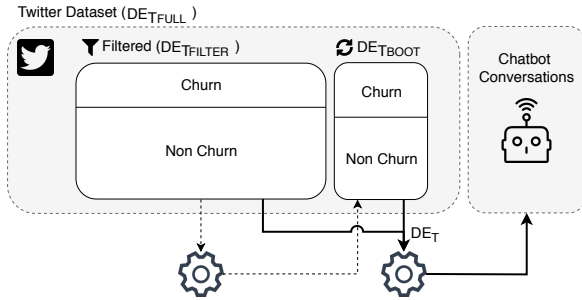 Twitter Dataset (DETFULL )
Filtered (DETFILTER )
DETBOOT
Churn
Non Churn
Churn
Non Churn
Chatbot
Conversations
DET